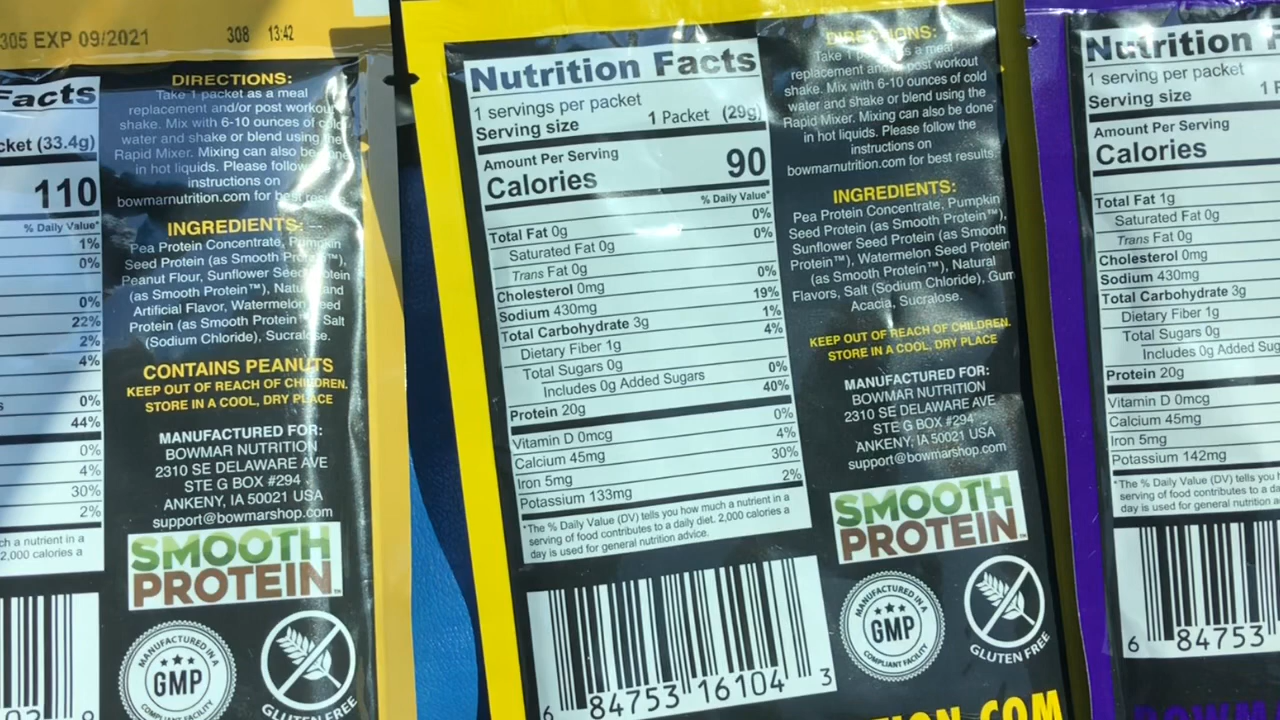 305 EXP 09/2021 308 13:42
Facts
cket (33.4g)
110
% Daily Value*
1%
0%
0%
22%
2%
4%
0%
44%
0%
4%
30%
2%
ch a nutrient in a
2,000 calories a
DIRECTIONS:
Take 1 packet as a meal
replacement and/or post workout
shake. Mix with 6-10 ounces of cold
water and shake or blend using the
Rapid Mixer. Mixing can also be done
in hot liquids. Please follow
instructions on
bowmarnutrition.com for best
INGREDIENTS:
Pea Protein Concentrate, Pumpkin
Seed Protein (as Smooth Protein™),
Peanut Flour, Sunflower Seed Protein
(as Smooth Protein™), Natural and
Artificial Flavor, Watermelon Seed
Protein (as Smooth Protein™), Salt
(Sodium Chloride), Sucralose.
CONTAINS PEANUTS
KEEP OUT OF REACH OF CHILDREN.
STORE IN A COOL, DRY PLACE
MANUFACTURED FOR:
BOWMAR NUTRITION
2310 SE DELAWARE AVE
STE G BOX #294
ANKENY, IA 50021 USA
support@bowmarshop.com
SMOOTH
PROTEIN™
MANUFACTURED IN A
GMP
COMPLIANT FACILITY
GLUTEN FREE
Nutrition Facts
1 servings per packet
Serving size 1 Packet (29g)
Amount Per Serving
Calories 90
% Daily Value*
Total Fat 0g 0%
Saturated Fat 0g 0%
Trans Fat 0g
Cholesterol 0mg 0%
Sodium 430mg 19%
Total Carbohydrate 3g 1%
Dietary Fiber 1g 4%
Total Sugars 0g
Includes 0g Added Sugars 0%
Protein 20g 40%
Vitamin D 0mcg 0%
Calcium 45mg 4%
Iron 5mg 30%
Potassium 133mg 2%
*The % Daily Value (DV) tells you how much a nutrient in a
serving of food contributes to a daily diet. 2,000 calories a
day is used for general nutrition advice.
6 84753 16104 3
DIRECTIONS:
Take 1 as a meal
replacement and/or post workout
shake. Mix with 6-10 ounces of cold
water and shake or blend using the
Rapid Mixer. Mixing can also be done
in hot liquids. Please follow the
instructions on
bowmarnutrition.com for best results.
INGREDIENTS:
Pea Protein Concentrate, Pumpkin
Seed Protein (as Smooth Protein™),
Sunflower Seed Protein (as Smooth
Protein™), Watermelon Seed Protein
(as Smooth Protein™), Natural
Flavors, Salt (Sodium Chloride), Gum
Acacia, Sucralose.
KEEP OUT OF REACH OF CHILDREN.
STORE IN A COOL, DRY PLACE
MANUFACTURED FOR:
BOWMAR NUTRITION
2310 SE DELAWARE AVE
STE G BOX #294
ANKENY, IA 50021 USA
support@bowmarshop.com
SMOOTH
PROTEIN™
MANUFACTURED IN A
GMP
COMPLIANT FACILITY
GLUTEN FREE
ION.COM
Nutrition F
1 serving per packet
Serving size 1 P
Amount Per Serving
Calories
Total Fat 1g
Saturated Fat 0g
Trans Fat 0g
Cholesterol 0mg
Sodium 430mg
Total Carbohydrate 3g
Dietary Fiber 1g
Total Sugars 0g
Includes 0g Added Sug
Protein 20g
Vitamin D 0mcg
Calcium 45mg
Iron 5mg
Potassium 142mg
*The % Daily Value (DV) tells you h
serving of food contributes to a da
day is used for general nutrition a
6 84753